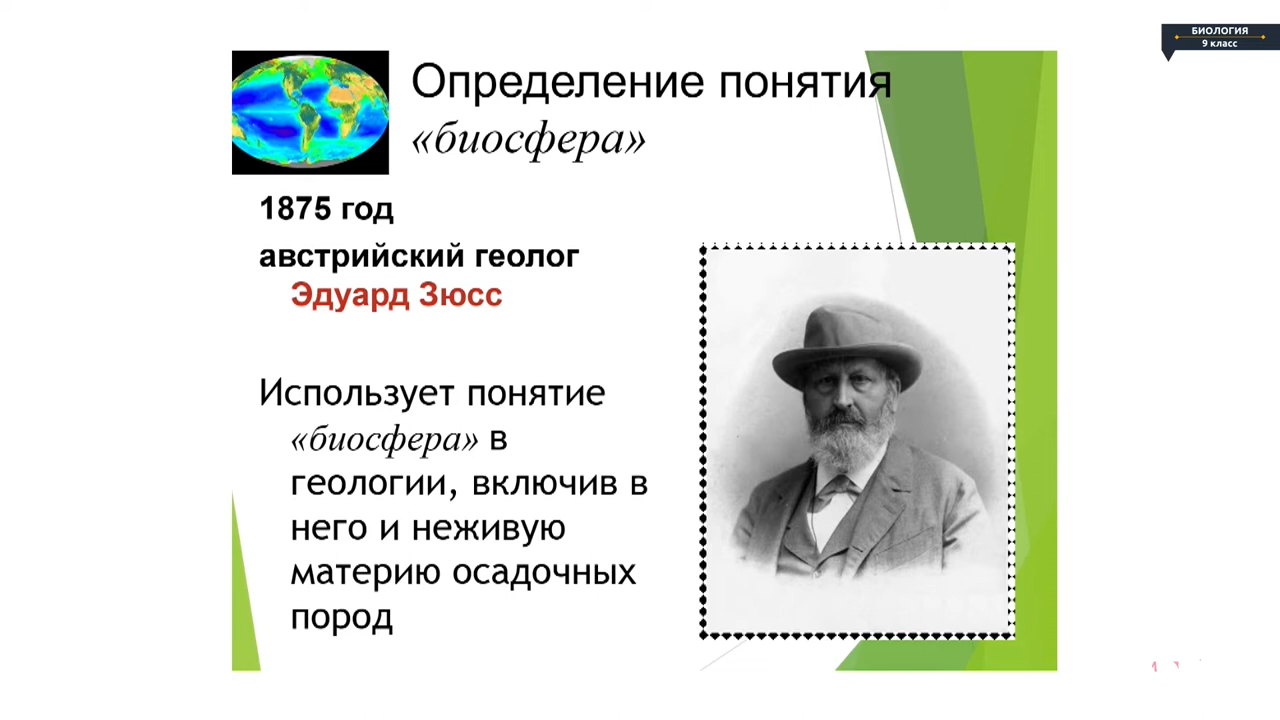 БИОЛОГИЯ
9 класс
Определение понятия
«биосфера»
1875 год
австрийский геолог
Эдуард Зюсс
Использует понятие
«биосфера» в
геологии, включив в
него и неживую
материю осадочных
пород